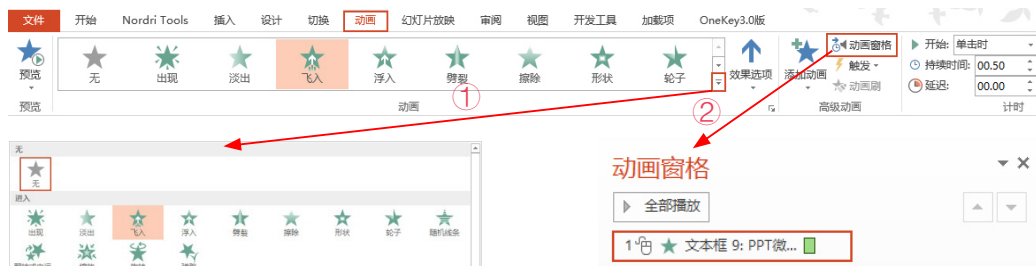 文件 开始 Nordri Tools 插入 设计 切换 动画 幻灯片放映 审阅 视图 开发工具 加载项 OneKey3.0版
预览 无 出现 淡出 飞入 浮入 劈裂 擦除 形状 轮子 效果选项 添加动画 动画窗格 触发 动画刷 开始: 单击时 持续时间: 00.50 延迟: 00.00
预览 动画 高级动画 计时
① ②
无
无
进入
出现 淡出 飞入 浮入 劈裂 擦除 形状 轮子 随机线条
动画窗格
全部播放
1 文本框 9: PPT微...